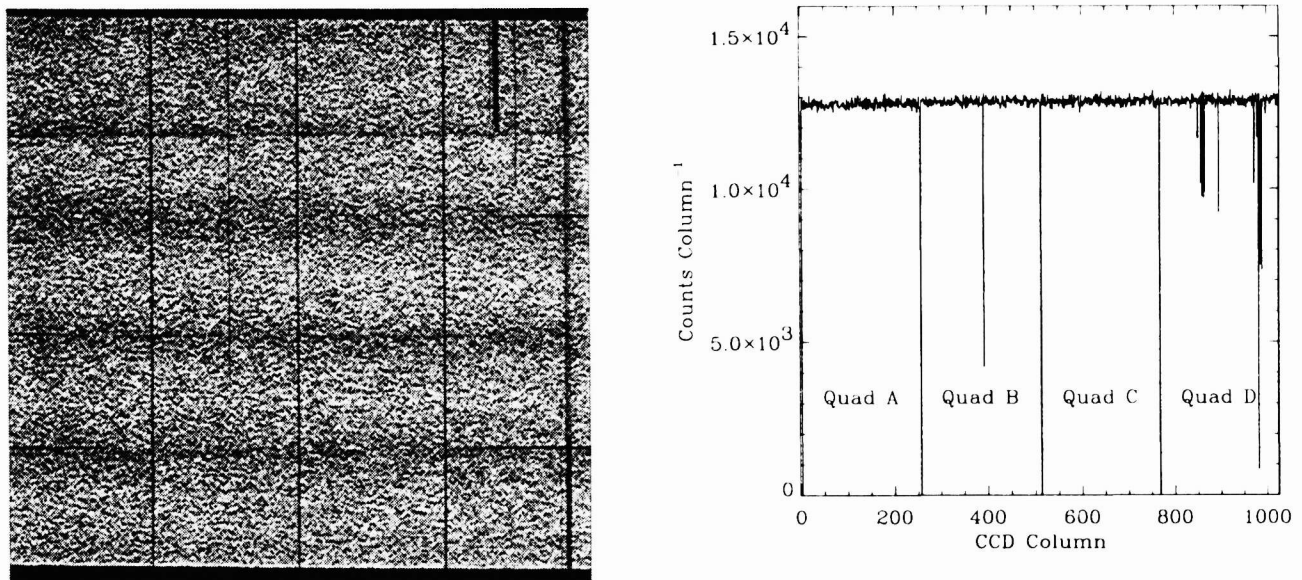 1.5×10⁴
1.0×10⁴
5.0×10³
0
Counts Column⁻¹
Quad A Quad B Quad C Quad D
0 200 400 600 800 1000
CCD Column